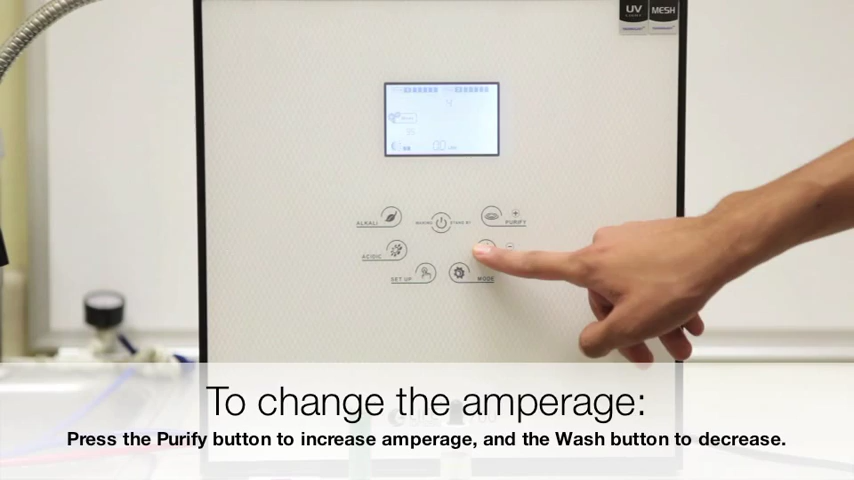 UV
MESH
ALKALI
STAND BY
PURIFY
ACIDIC
SET UP
MODE
To change the amperage:
Press the Purify button to increase amperage, and the Wash button to decrease.